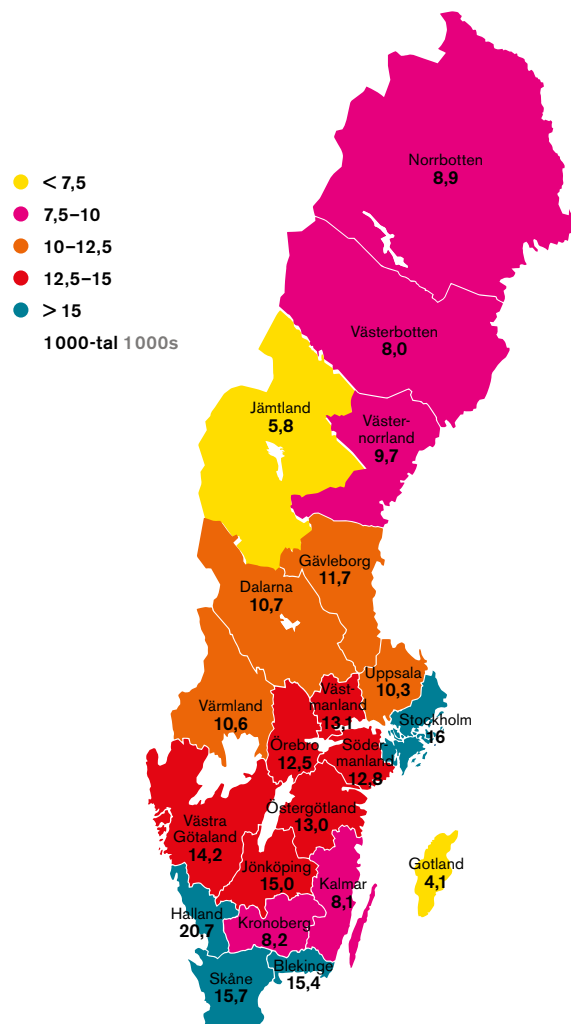 < 7,5
7,5–10
10–12,5
12,5–15
> 15
1000-tal 1000s
Norrbotten
8,9
Västerbotten
8,0
Jämtland
5,8
Väster-
norrland
9,7
Gävleborg
11,7
Dalarna
10,7
Uppsala
10,3
Värmland
10,6
Väst-
manland
13,1
Stockholm
16
Örebro
12,5
Söder-
manland
12,8
Östergötland
13,0
Västra
Götaland
14,2
Jönköping
15,0
Kalmar
8,1
Gotland
4,1
Halland
20,7
Kronoberg
8,2
Blekinge
15,4
Skåne
15,7